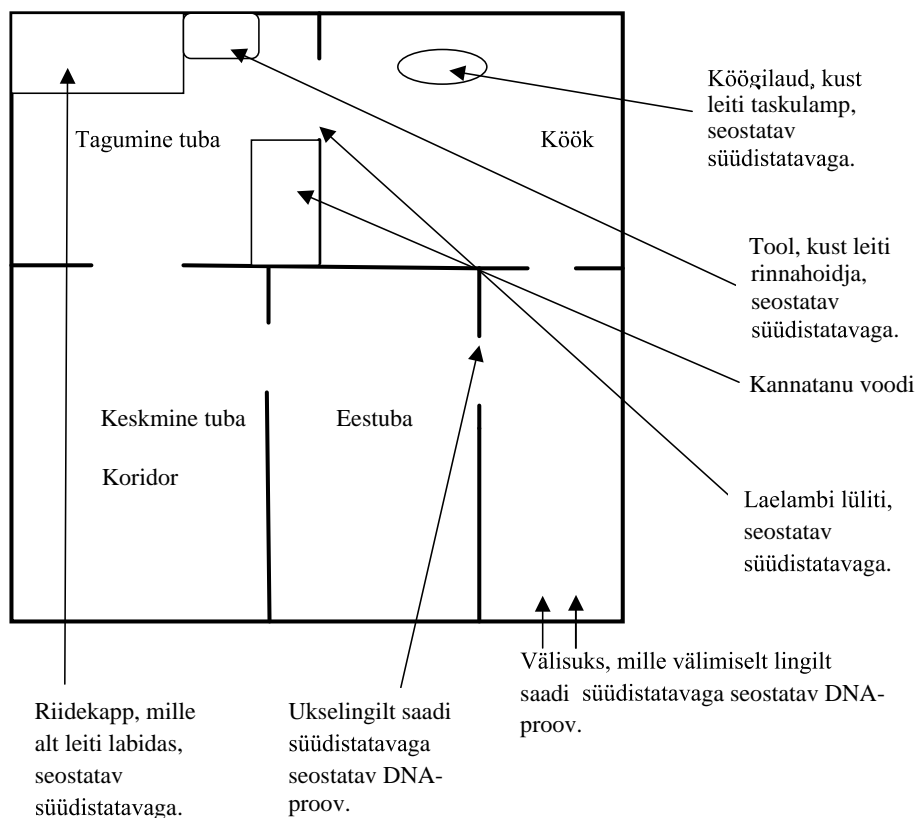 Köögilaud, kust
leiti taskulamp,
seostatav
süüdistatavaga.
Tagumine tuba
Köök
Tool, kust leiti
rinnahoidja,
seostatav
süüdistatavaga.
Kannatanu voodi
Keskmine tuba
Eestuba
Koridor
Laelambi lüliti,
seostatav
süüdistatavaga.
Välisuks, mille välimiselt lingilt
saadi süüdistatavaga seostatav DNA-
proov.
Riidekapp, mille
alt leiti labidas,
seostatav
süüdistatavaga.
Ukselingilt saadi
süüdistatavaga
seostatav DNA-
proov.